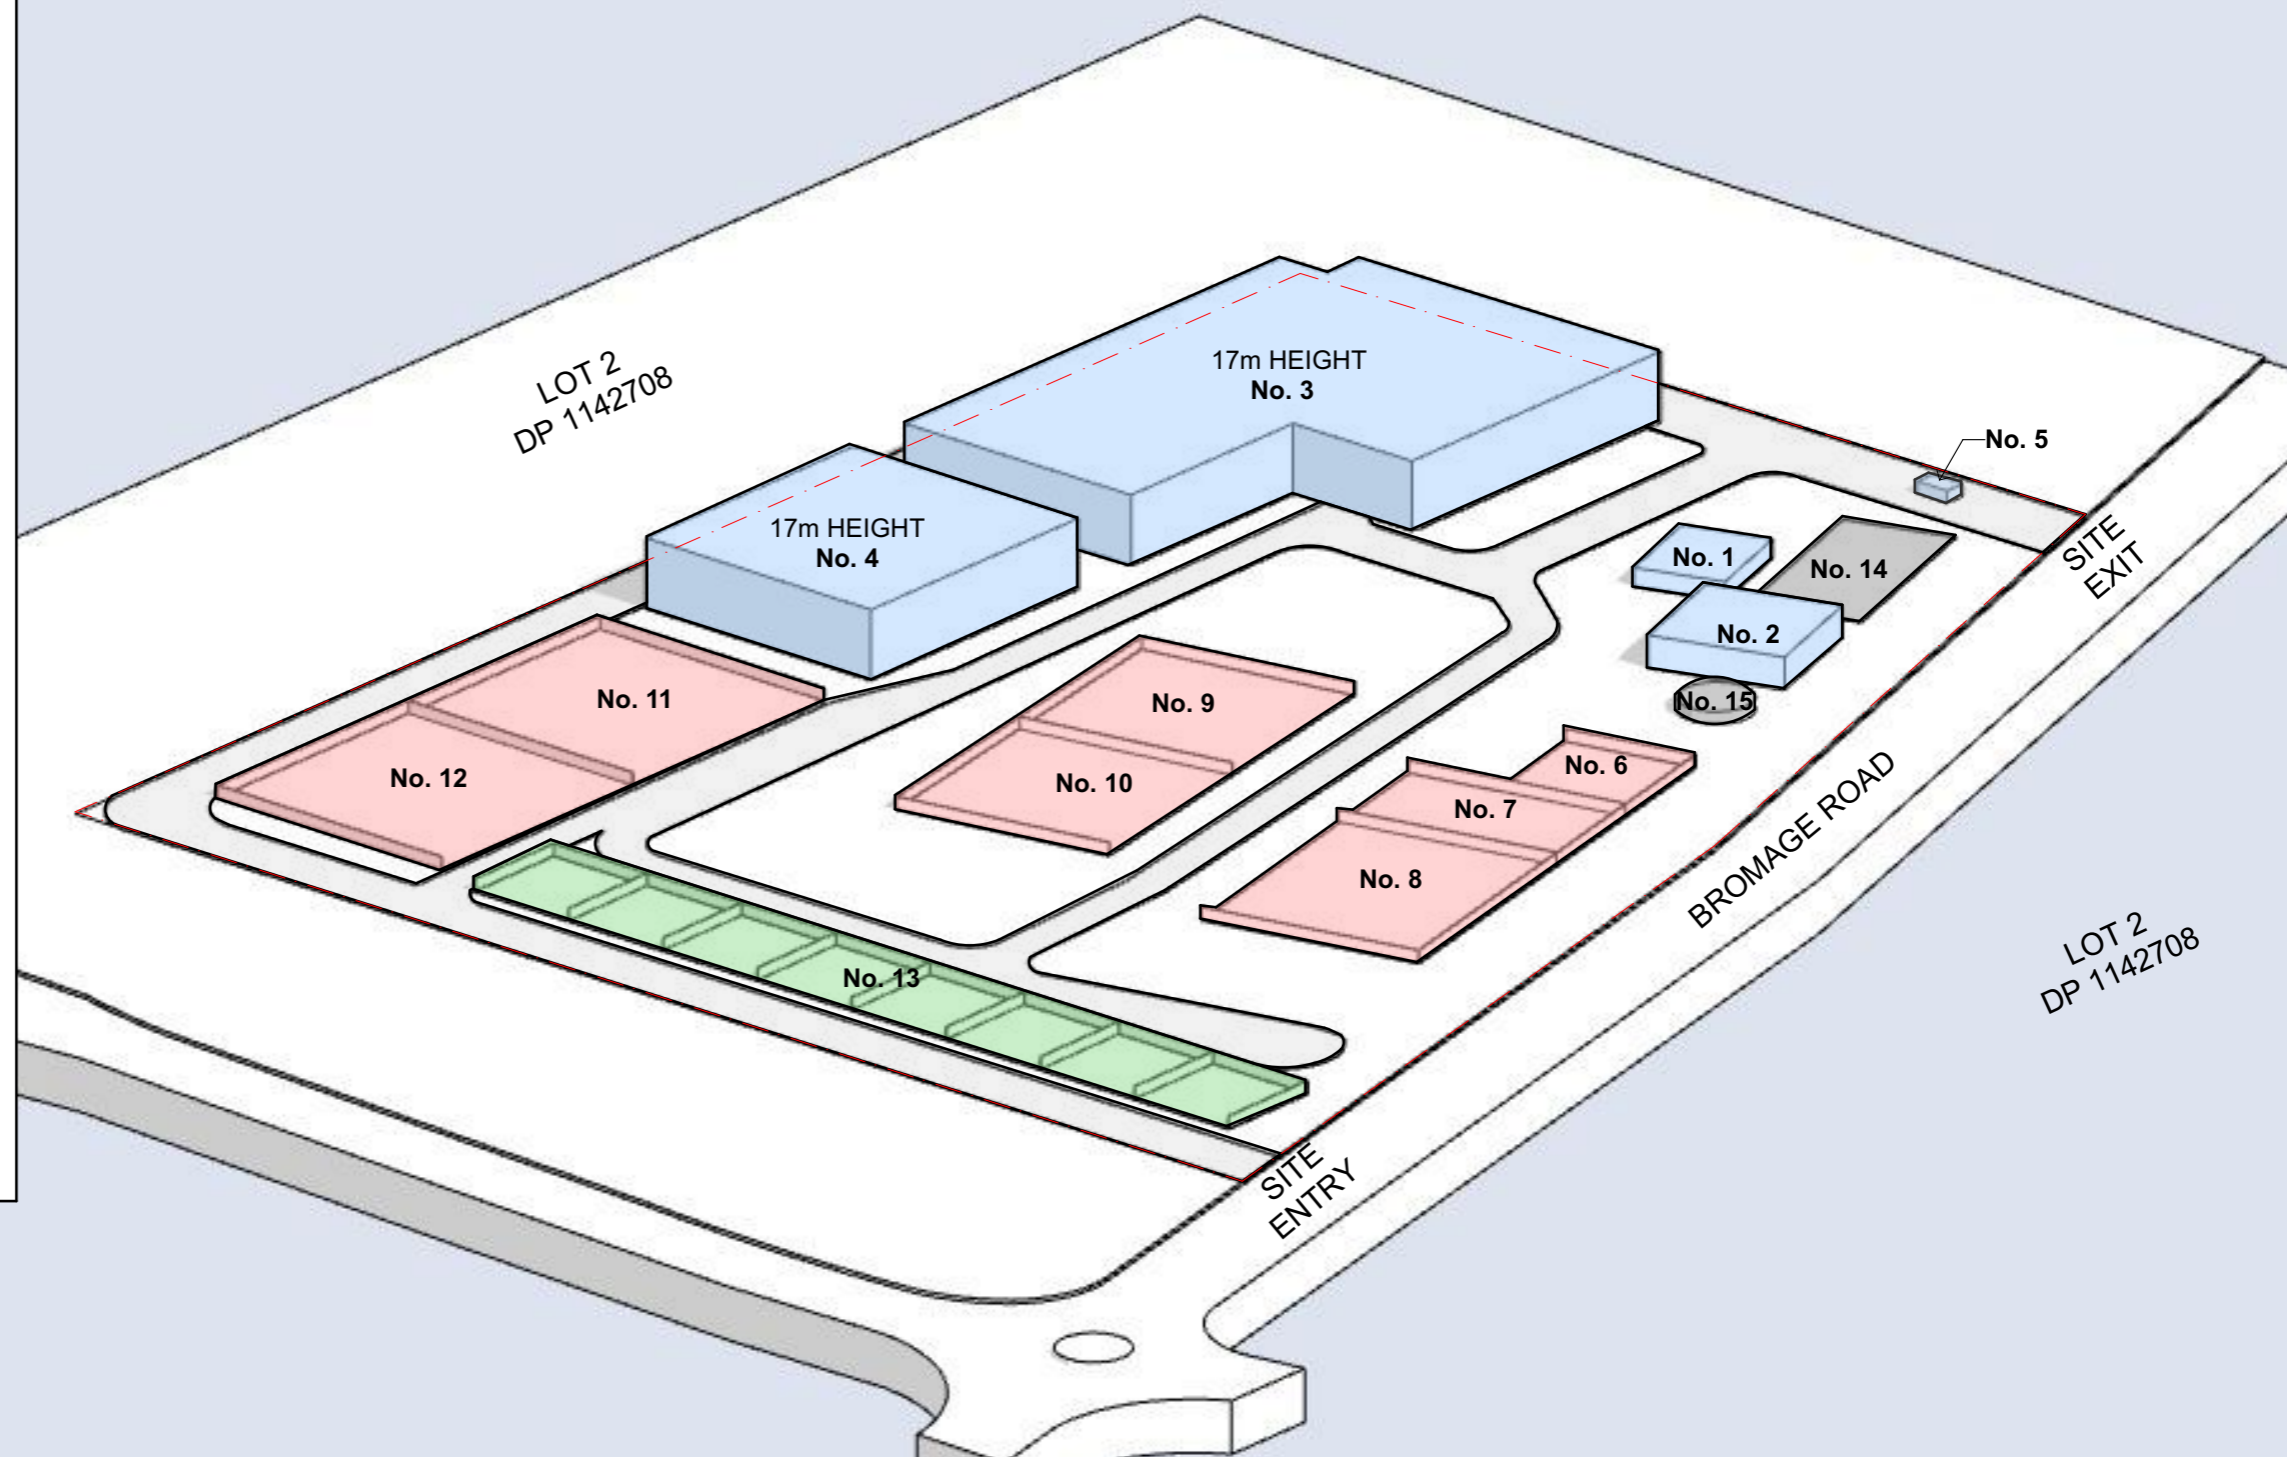 17m HEIGHT
No. 3
LOT 2
DP 1142708
No. 5
17m HEIGHT
No. 4
SITE
EXIT
No. 1
No. 14
No. 2
No. 11
No. 9
No. 15
No. 12
No. 10
No. 6
No. 7
No. 8
BROMAGE ROAD
No. 13
LOT 2
DP 1142708
SITE
ENTRY